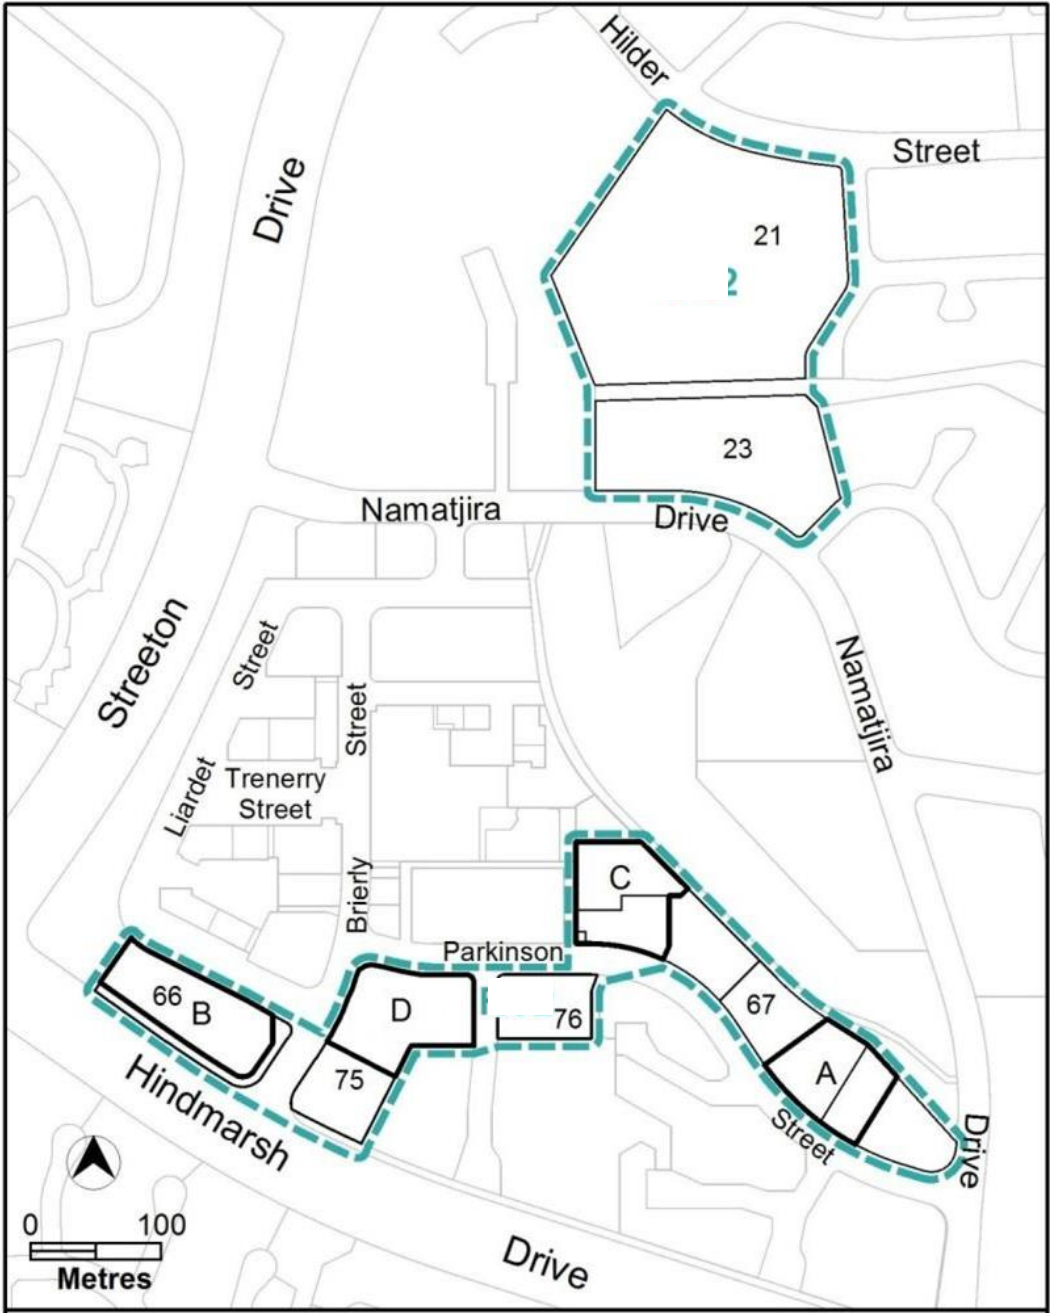 Hilder
Street
Drive
21
2
23
Namatjira
Drive
Streeton
Street
Street
Namatjira
Liardet
Trenerry
Street
Brierly
C
Parkinson
66
B
D
76
67
75
A
Hindmarsh
Street
Drive
0 100
Metres
Drive